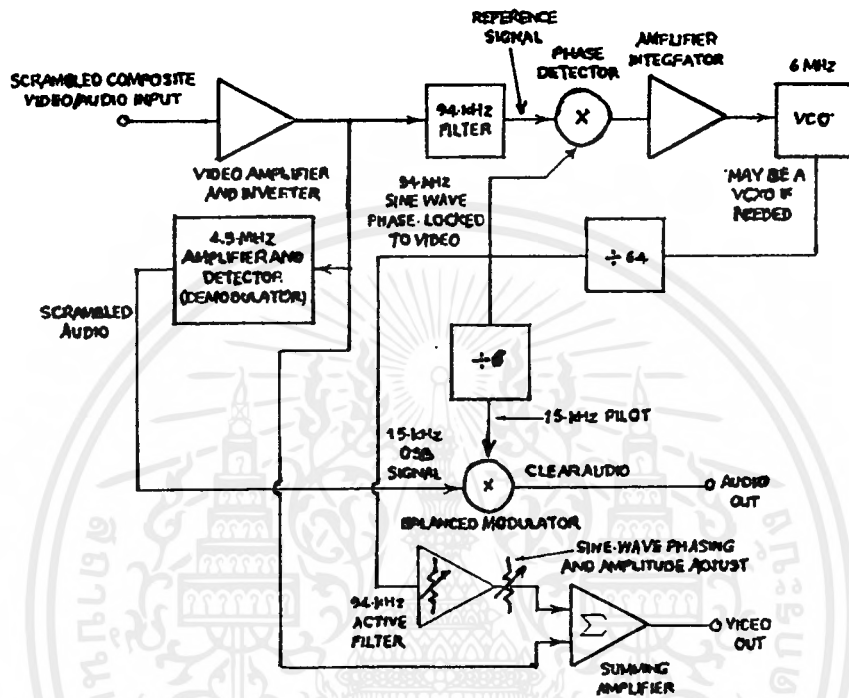 REFERENCE
SIGNAL
PHASE
DETECTOR
AMPLIFIER
INTEGRATOR
6 MHz
SCRAMBLED COMPOSITE
VIDEO/AUDIO INPUT
94-kHz
FILTER
X
VCO
VIDEO AMPLIFIER
AND INVERTER
94-kHz
SINE WAVE
PHASE-LOCKED
TO VIDEO
MAY BE A
VCXO IF
NEEDED
4.5-MHz
AMPLIFIER AND
DETECTOR
(DEMODULATOR)
÷64
SCRAMBLED
AUDIO
÷6
15-kHz PILOT
15-kHz
DSB
SIGNAL
X
CLEAR AUDIO
AUDIO
OUT
BALANCED MODULATOR
SINE-WAVE PHASING
AND AMPLITUDE ADJUST
94-kHz
ACTIVE
FILTER
Σ
VIDEO
OUT
SUMMING
AMPLIFIER